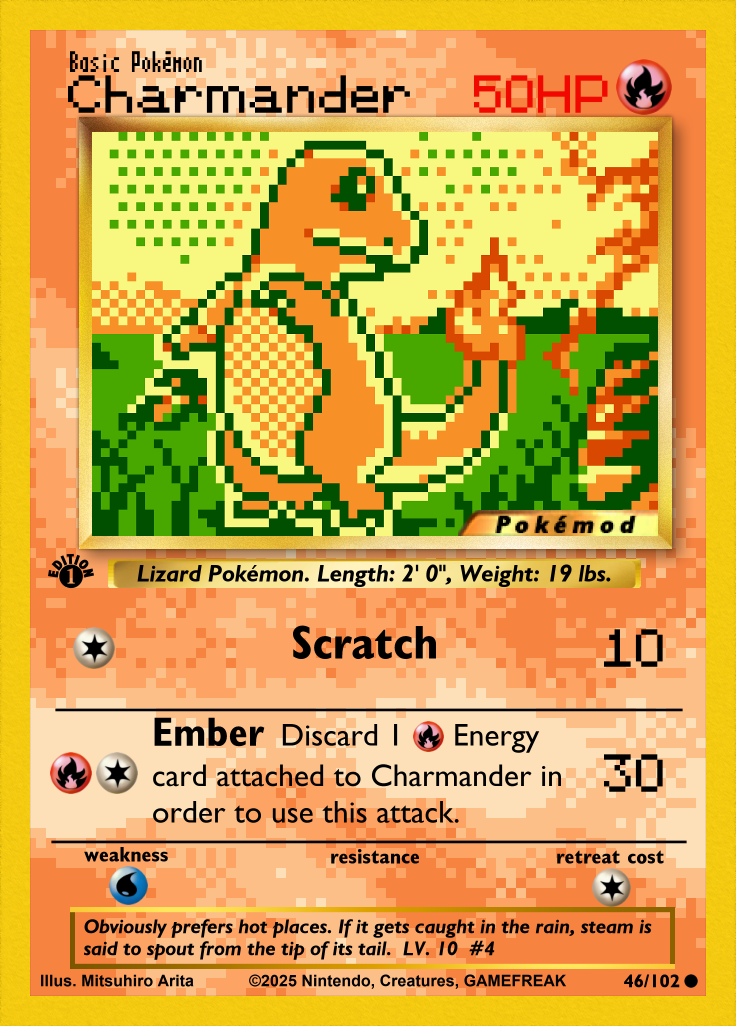 Basic Pokémon
Charmander 50HP
Pokémod
EDITION
1
Lizard Pokémon. Length: 2' 0", Weight: 19 lbs.
Scratch 10
Ember Discard 1 Energy
card attached to Charmander in
order to use this attack.
30
weakness resistance retreat cost
Obviously prefers hot places. If it gets caught in the rain, steam is
said to spout from the tip of its tail. LV. 10 #4
Illus. Mitsuhiro Arita ©2025 Nintendo, Creatures, GAMEFREAK 46/102